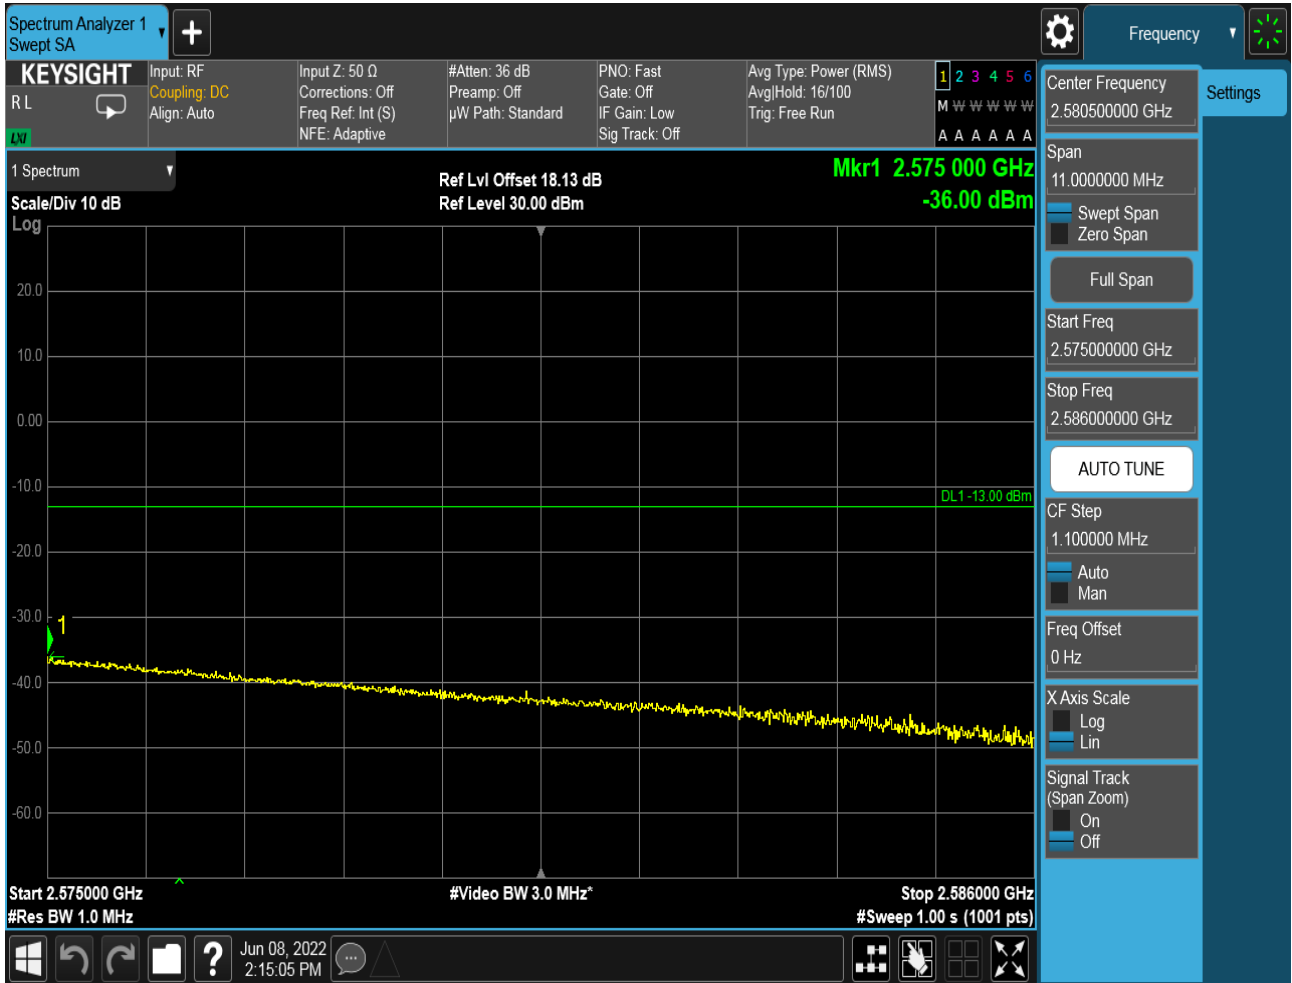 Spectrum Analyzer 1
Swept SA
Frequency
KEYSIGHT
R L
LXI
Input: RF
Coupling: DC
Align: Auto
Input Z: 50 Ω
Corrections: Off
Freq Ref: Int (S)
NFE: Adaptive
#Atten: 36 dB
Preamp: Off
µW Path: Standard
PNO: Fast
Gate: Off
IF Gain: Low
Sig Track: Off
Avg Type: Power (RMS)
Avg|Hold: 16/100
Trig: Free Run
1 2 3 4 5 6
M W W W W W
A A A A A A
1 Spectrum
Scale/Div 10 dB
Log
Ref Lvl Offset 18.13 dB
Ref Level 30.00 dBm
Mkr1 2.575 000 GHz
-36.00 dBm
20.0
10.0
0.00
-10.0
DL1 -13.00 dBm
-20.0
-30.0
1
-40.0
-50.0
-60.0
Start 2.575000 GHz
#Video BW 3.0 MHz*
Stop 2.586000 GHz
#Res BW 1.0 MHz
#Sweep 1.00 s (1001 pts)
Jun 08, 2022
2:15:05 PM
Center Frequency
2.580500000 GHz
Settings
Span
11.0000000 MHz
Swept Span
Zero Span
Full Span
Start Freq
2.575000000 GHz
Stop Freq
2.586000000 GHz
AUTO TUNE
CF Step
1.100000 MHz
Auto
Man
Freq Offset
0 Hz
X Axis Scale
Log
Lin
Signal Track
(Span Zoom)
On
Off